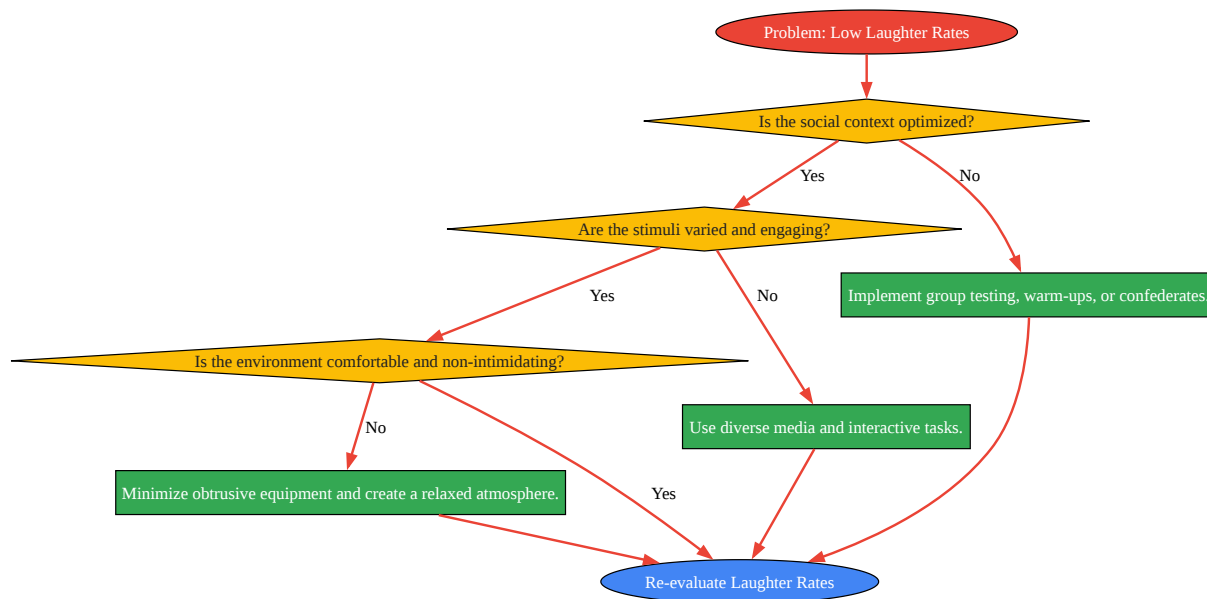 Problem: Low Laughter Rates
Is the social context optimized?
Yes
No
Are the stimuli varied and engaging?
Yes
No
Implement group testing, warm-ups, or confederates.
Is the environment comfortable and non-intimidating?
No
Use diverse media and interactive tasks.
Minimize obtrusive equipment and create a relaxed atmosphere.
Yes
Re-evaluate Laughter Rates